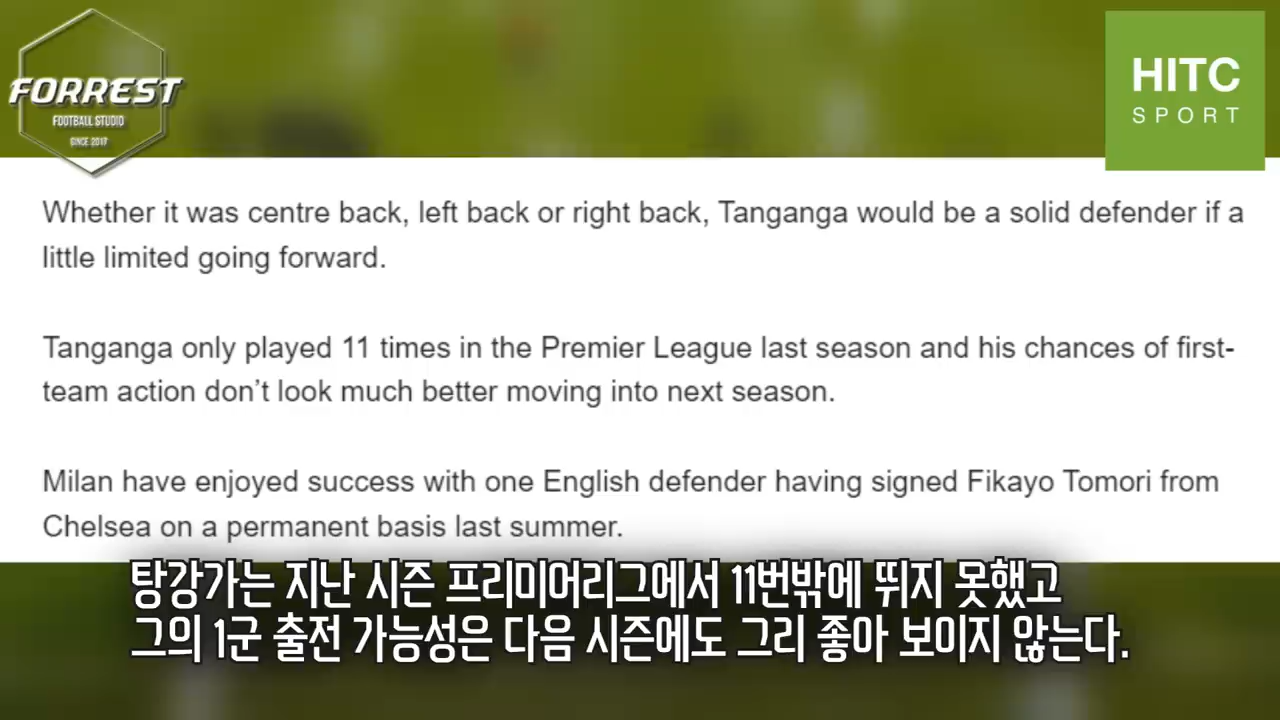 FORREST
FOOTBALL STUDIO
SINCE 2017
HITC
SPORT
Whether it was centre back, left back or right back, Tanganga would be a solid defender if a
little limited going forward.
Tanganga only played 11 times in the Premier League last season and his chances of first-
team action don’t look much better moving into next season.
Milan have enjoyed success with one English defender having signed Fikayo Tomori from
Chelsea on a permanent basis last summer.
탕강가는 지난 시즌 프리미어리그에서 11번밖에 뛰지 못했고
그의 1군 출전 가능성은 다음 시즌에도 그리 좋아 보이지 않는다.